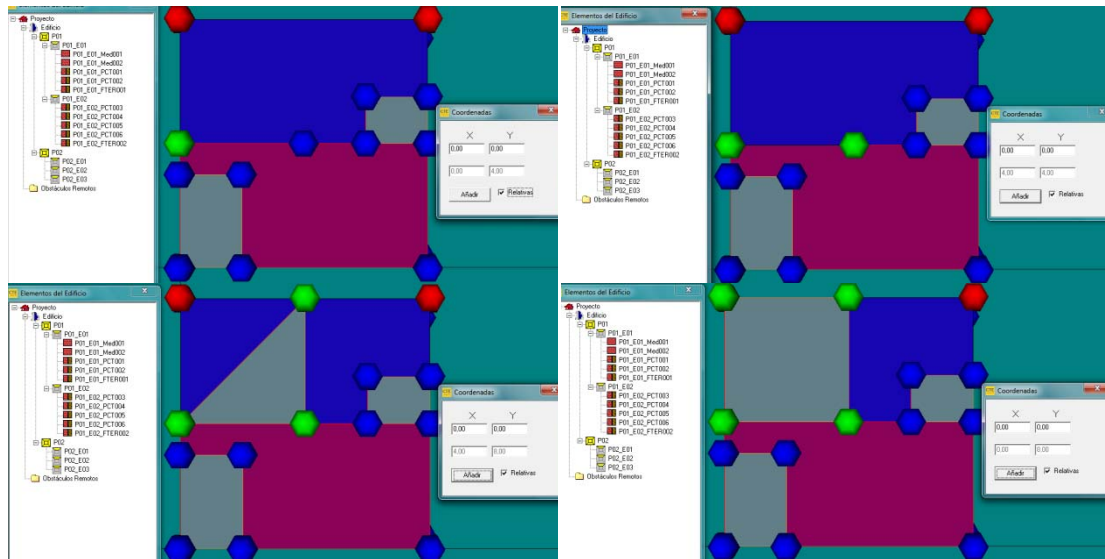 Elementos del Edificio
Proyecto
Edificio
P01
P01_E01
P01_E01_Med001
P01_E01_Med002
P01_E01_PCT001
P01_E01_PCT002
P01_E01_FTER001
P01_E02
P01_E02_PCT003
P01_E02_PCT004
P01_E02_PCT005
P01_E02_PCT006
P01_E02_FTER002
P02
P02_E01
P02_E02
P02_E03
Obstáculos Remotos
Coordenadas
X Y
0,00 0,00
0,00 4,00
Añadir Relativas
Elementos del Edificio
Proyecto
Edificio
P01
P01_E01
P01_E01_Med001
P01_E01_Med002
P01_E01_PCT001
P01_E01_PCT002
P01_E01_FTER001
P01_E02
P01_E02_PCT003
P01_E02_PCT004
P01_E02_PCT005
P01_E02_PCT006
P01_E02_FTER002
P02
P02_E01
P02_E02
P02_E03
Obstáculos Remotos
Coordenadas
X Y
0,00 0,00
4,00 4,00
Añadir Relativas
Elementos del Edificio
Proyecto
Edificio
P01
P01_E01
P01_E01_Med001
P01_E01_Med002
P01_E01_PCT001
P01_E01_PCT002
P01_E01_FTER001
P01_E02
P01_E02_PCT003
P01_E02_PCT004
P01_E02_PCT005
P01_E02_PCT006
P01_E02_FTER002
P02
P02_E01
P02_E02
P02_E03
Obstáculos Remotos
Coordenadas
X Y
0,00 0,00
4,00 8,00
Añadir Relativas
Elementos del Edificio
Proyecto
Edificio
P01
P01_E01
P01_E01_Med001
P01_E01_Med002
P01_E01_PCT001
P01_E01_PCT002
P01_E01_FTER001
P01_E02
P01_E02_PCT003
P01_E02_PCT004
P01_E02_PCT005
P01_E02_PCT006
P01_E02_FTER002
P02
P02_E01
P02_E02
P02_E03
Obstáculos Remotos
Coordenadas
X Y
0,00 0,00
0,00 8,00
Añadir Relativas